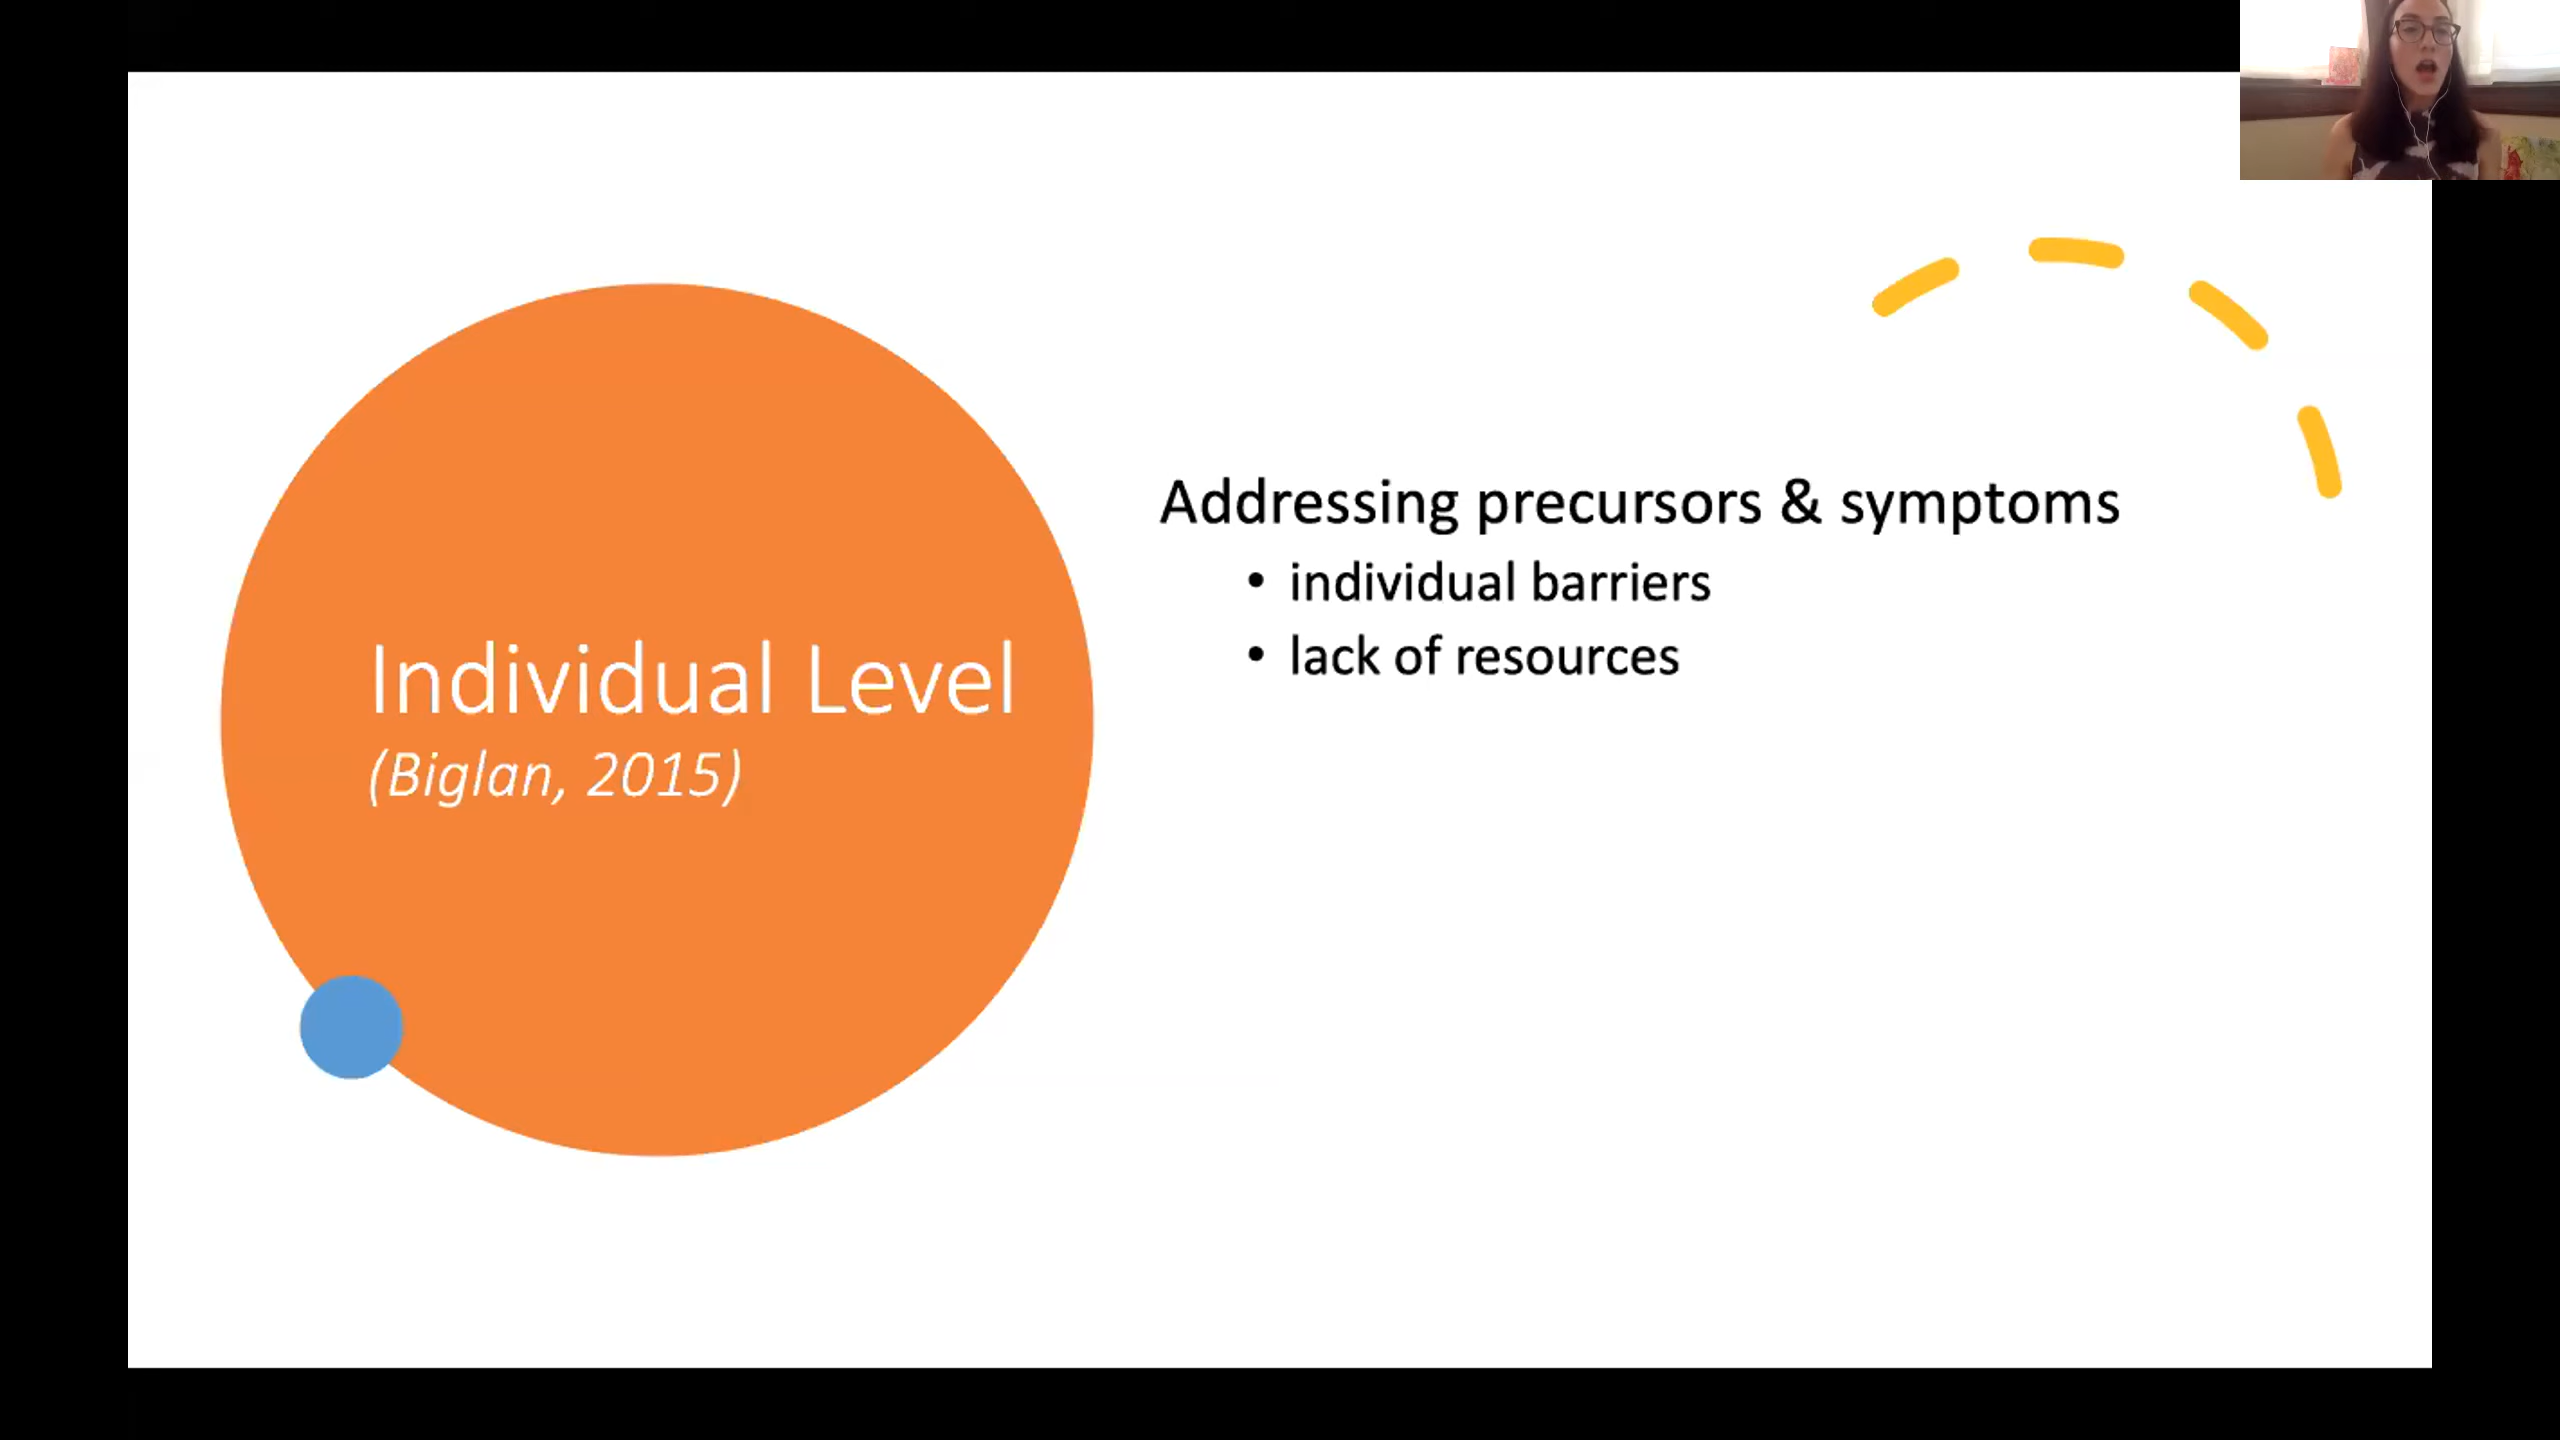 Individual Level
(Biglan, 2015)
Addressing precursors & symptoms
• individual barriers
• lack of resources